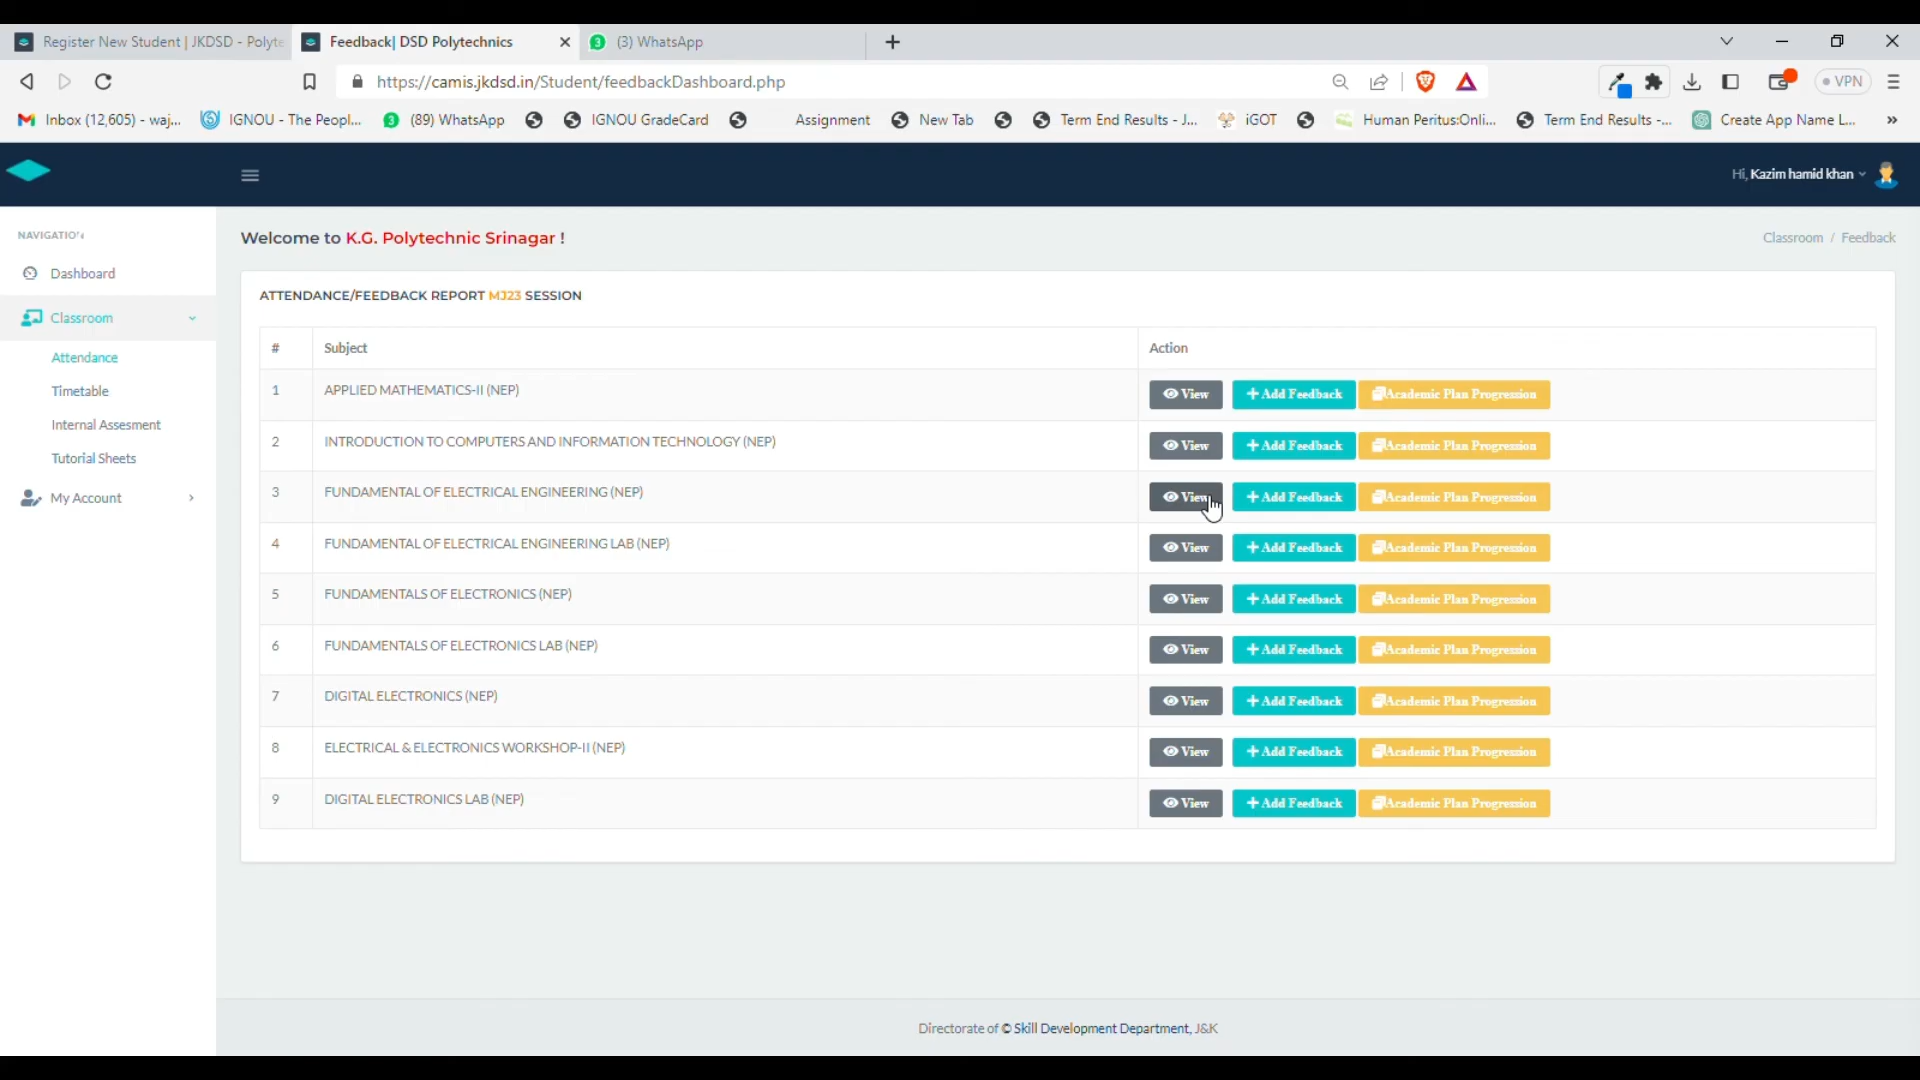 Register New Student | JKDSD - Polyte
Feedback| DSD Polytechnics
(3) WhatsApp
https://camis.jkdsd.in/Student/feedbackDashboard.php
VPN
Inbox (12,605) - waj...
IGNOU - The Peopl...
(89) WhatsApp
IGNOU GradeCard
Assignment
New Tab
Term End Results - J...
iGOT
Human Peritus:Onli...
Term End Results -...
Create App Name L...
»
Hi, Kazim hamid khan
NAVIGATION
Dashboard
Classroom
Attendance
Timetable
Internal Assesment
Tutorial Sheets
My Account
Welcome to K.G. Polytechnic Srinagar !
Classroom / Feedback
ATTENDANCE/FEEDBACK REPORT MJ23 SESSION
# Subject Action
1 APPLIED MATHEMATICS-II (NEP) View +Add Feedback Academic Plan Progression
2 INTRODUCTION TO COMPUTERS AND INFORMATION TECHNOLOGY (NEP) View +Add Feedback Academic Plan Progression
3 FUNDAMENTAL OF ELECTRICAL ENGINEERING (NEP) View +Add Feedback Academic Plan Progression
4 FUNDAMENTAL OF ELECTRICAL ENGINEERING LAB (NEP) View +Add Feedback Academic Plan Progression
5 FUNDAMENTALS OF ELECTRONICS (NEP) View +Add Feedback Academic Plan Progression
6 FUNDAMENTALS OF ELECTRONICS LAB (NEP) View +Add Feedback Academic Plan Progression
7 DIGITAL ELECTRONICS (NEP) View +Add Feedback Academic Plan Progression
8 ELECTRICAL & ELECTRONICS WORKSHOP-II (NEP) View +Add Feedback Academic Plan Progression
9 DIGITAL ELECTRONICS LAB (NEP) View +Add Feedback Academic Plan Progression
Directorate of © Skill Development Department, J&K